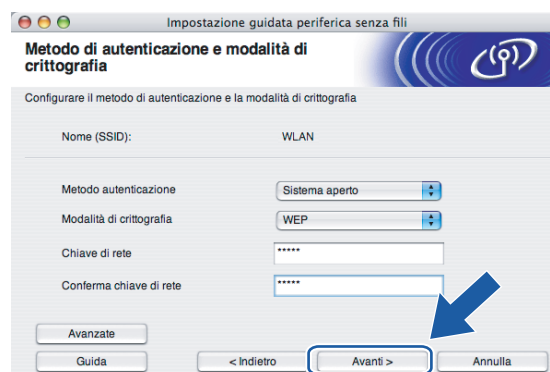 Impostazione guidata periferica senza fili
Metodo di autenticazione e modalità di
crittografia
Configurare il metodo di autenticazione e la modalità di crittografia
Nome (SSID): WLAN
Metodo autenticazione Sistema aperto
Modalità di crittografia WEP
Chiave di rete *****
Conferma chiave di rete *****
Avanzate
Guida < Indietro Avanti > Annulla